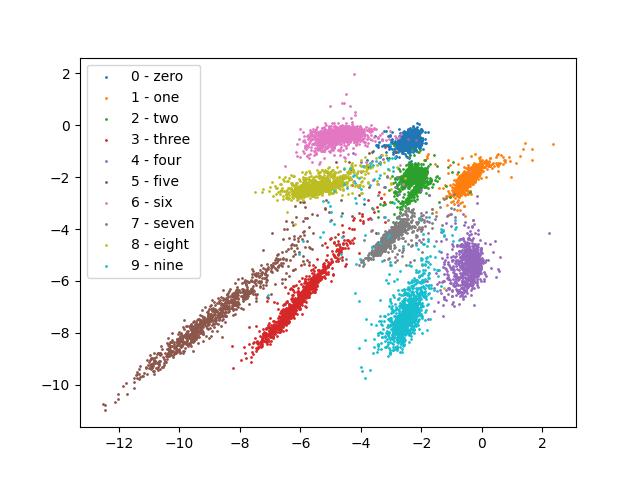 2
0
−2
−4
−6
−8
−10
−12
−10
−8
−6
−4
−2
0
2
0 - zero
1 - one
2 - two
3 - three
4 - four
5 - five
6 - six
7 - seven
8 - eight
9 - nine